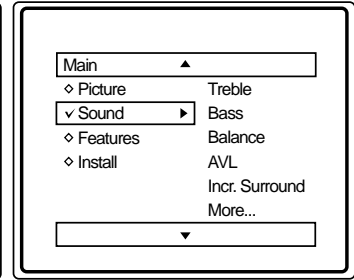 Main
Picture
Sound
Features
Install
Treble
Bass
Balance
AVL
Incr. Surround
More...